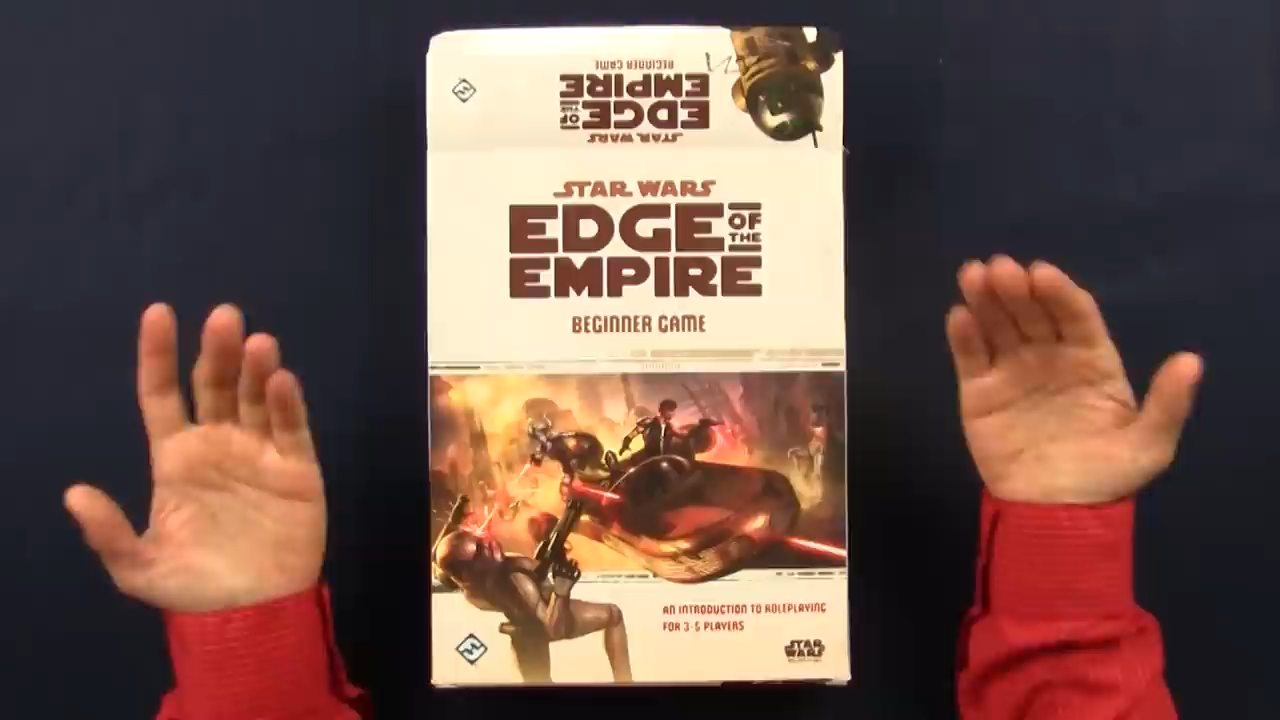 BEGINNER GAME
EDGE OF THE
EMPIRE
STAR WARS
STAR WARS
EDGE OF THE
EMPIRE
BEGINNER GAME
AN INTRODUCTION TO ROLEPLAYING
FOR 3-5 PLAYERS
STAR WARS